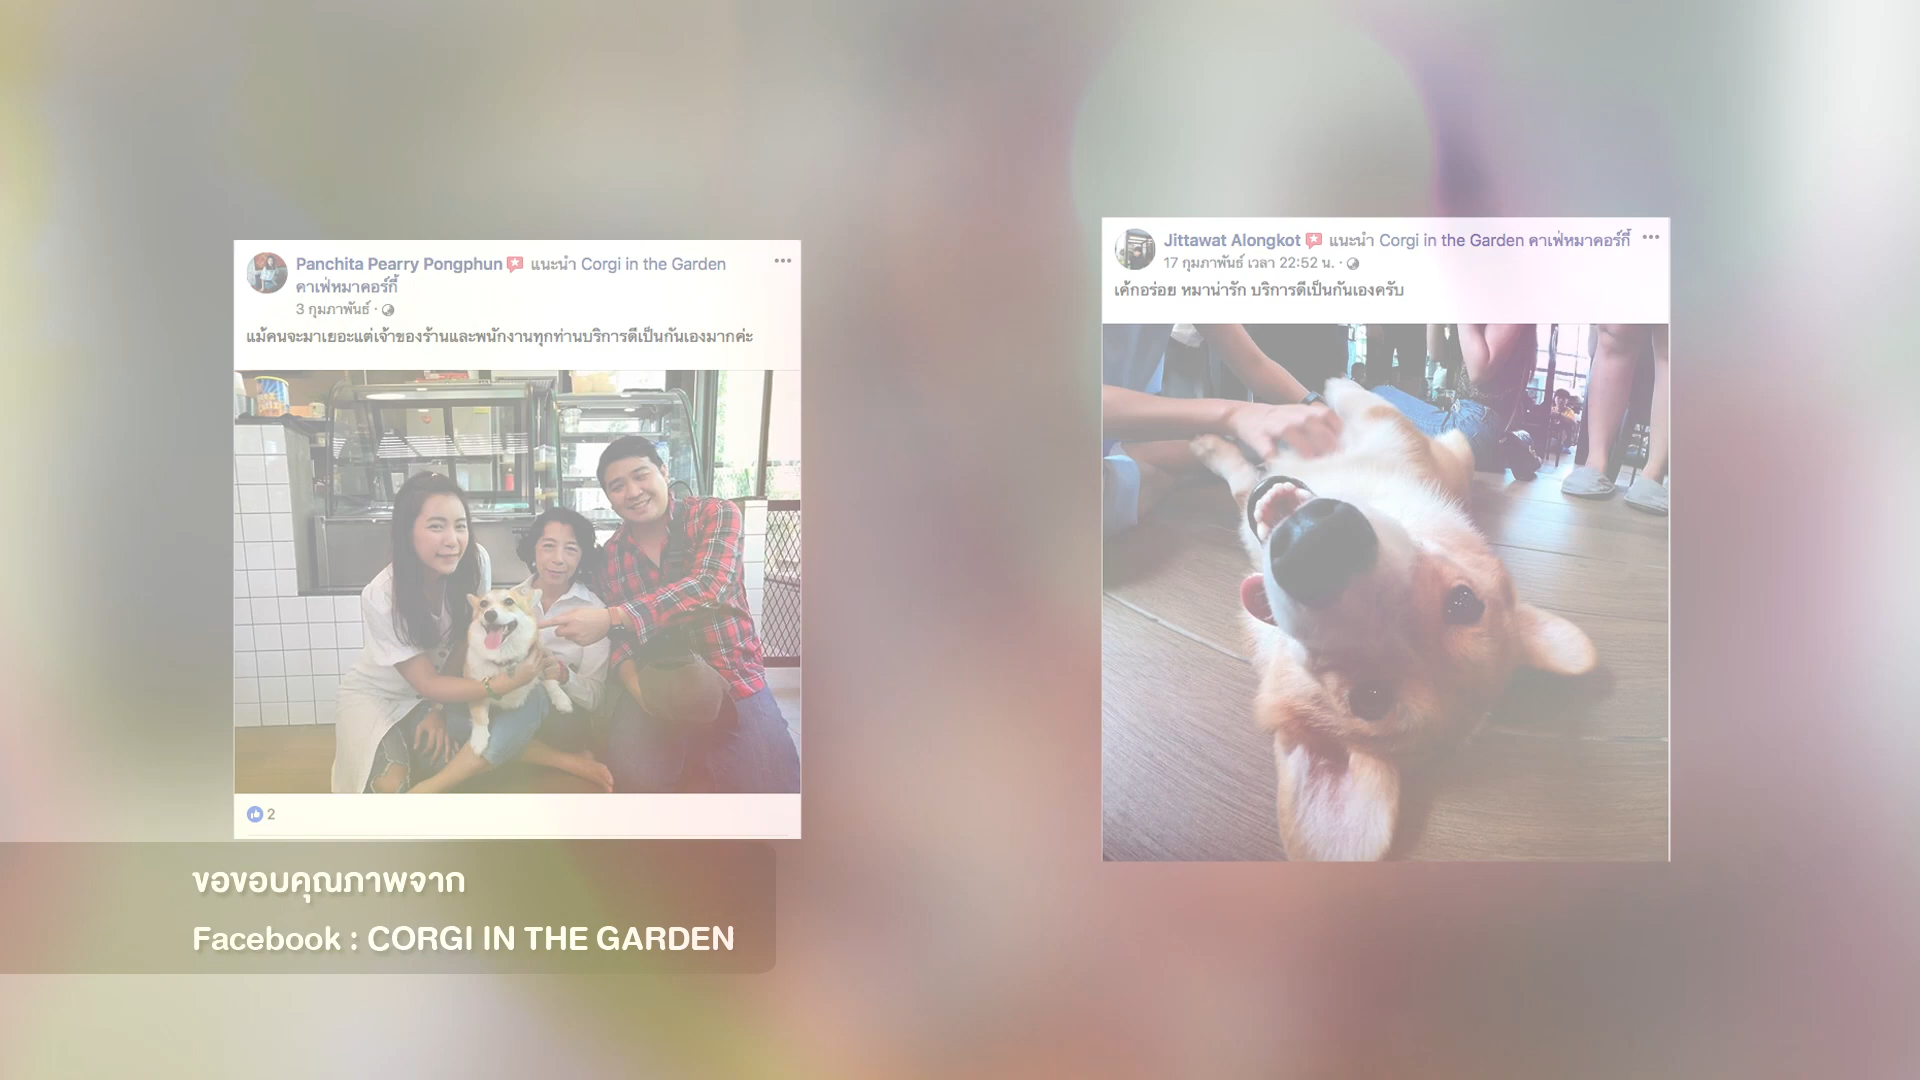 Panchita Pearry Pongphun แนะนำ Corgi in the Garden
คาเฟ่หมาคอร์กี้
3 กุมภาพันธ์ ·
แม้คนจะมาเยอะแต่เจ้าของร้านและพนักงานทุกท่านบริการดีเป็นกันเองมากค่ะ
2
Jittawat Alongkot แนะนำ Corgi in the Garden คาเฟ่หมาคอร์กี้
17 กุมภาพันธ์ เวลา 22:52 น. ·
เค้กอร่อย หมาน่ารัก บริการดีเป็นกันเองครับ
ขอขอบคุณภาพจาก
Facebook : CORGI IN THE GARDEN